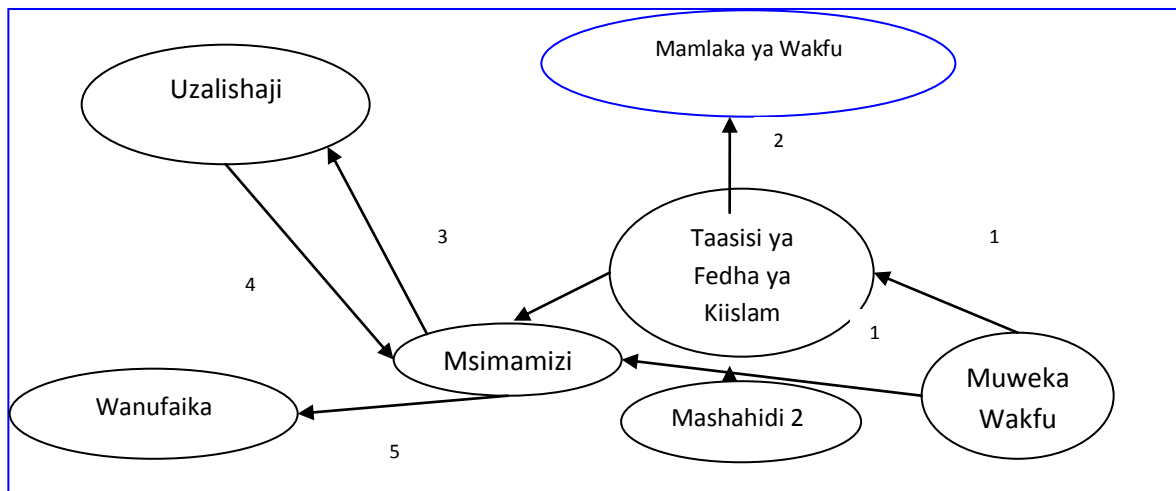 Mamlaka ya Wakfu
Uzalishaji
2
Taasisi ya
Fedha ya
Kiislam
1
3
4
1
Msimamizi
Muweka
Wakfu
Wanufaika
Mashahidi 2
5